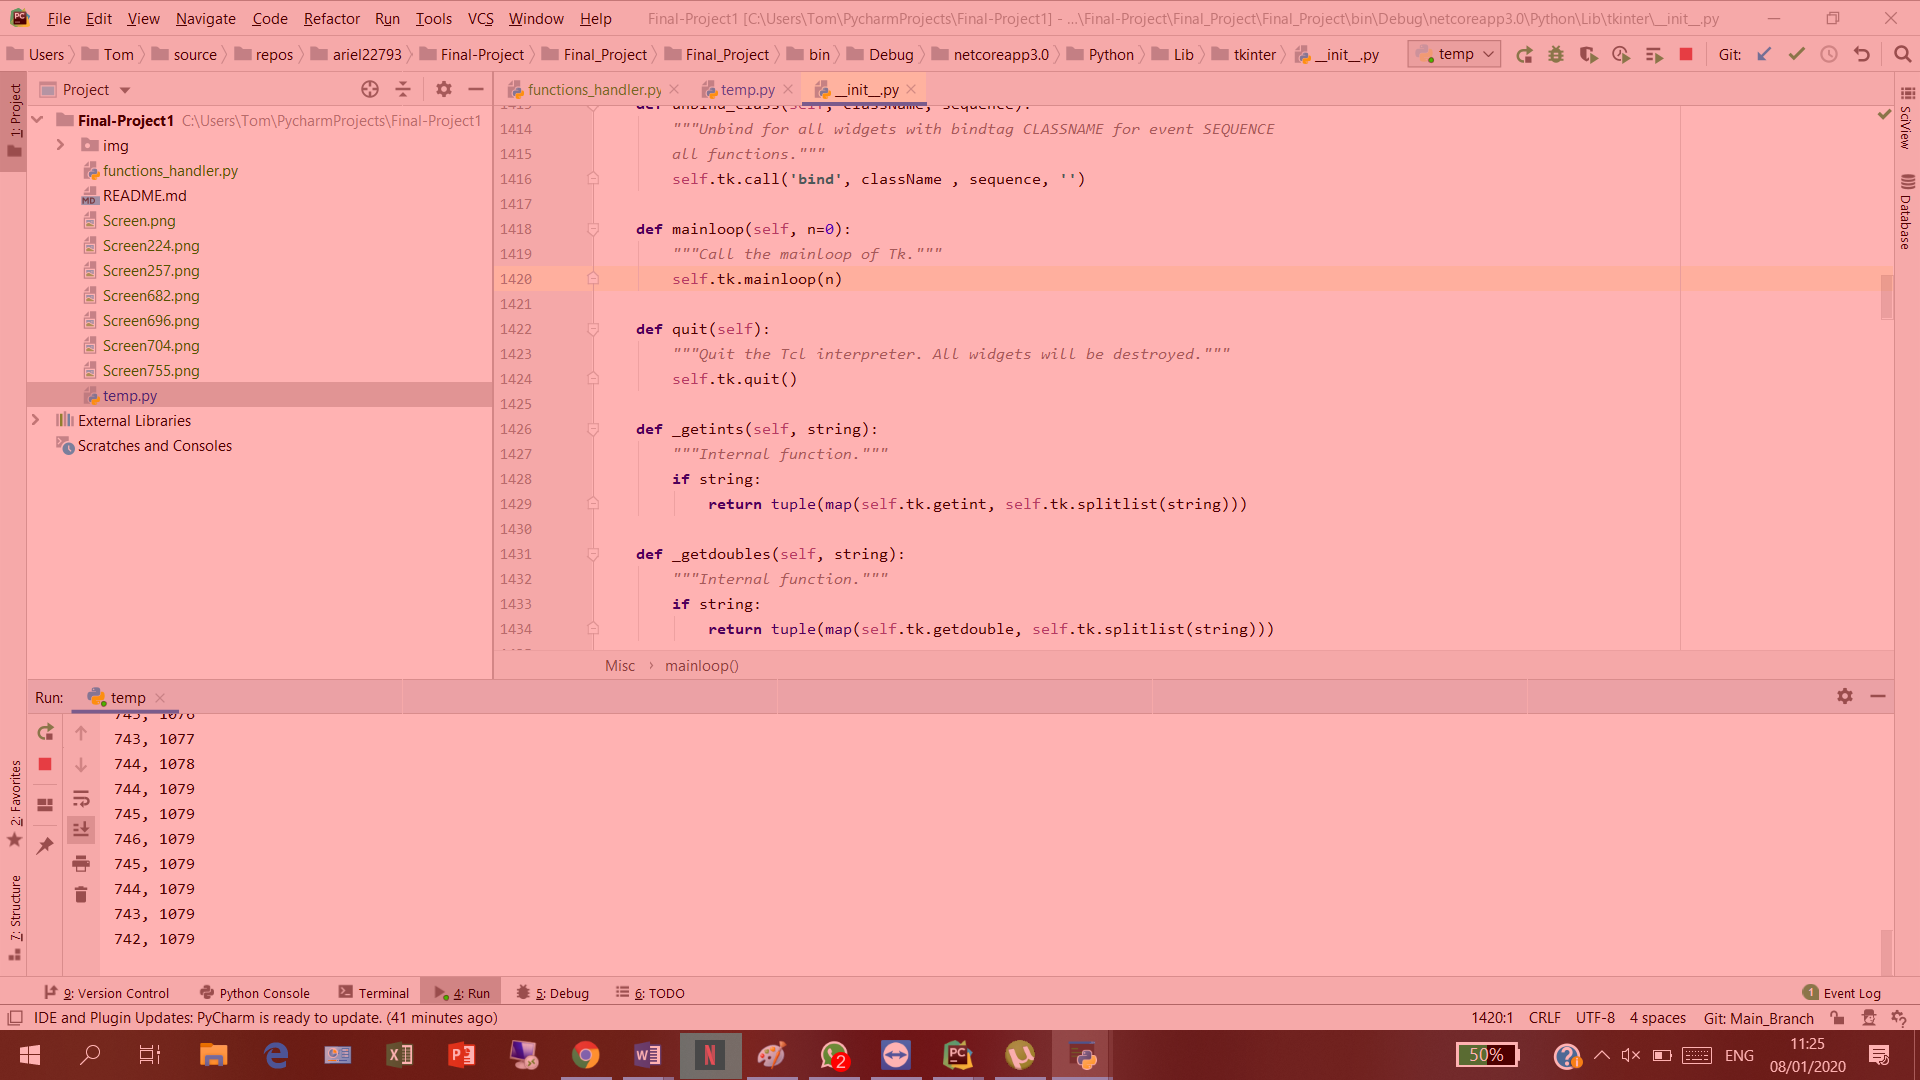 File Edit View Navigate Code Refactor Run Tools VCS Window Help Final-Project1 [C:\Users\Tom\PycharmProjects\Final-Project1] - ...\Final-Project\Final_Project\Final_Project\bin\Debug\netcoreapp3.0\Python\Lib\tkinter\__init__.py
Users Tom source repos ariel22793 Final-Project Final_Project Final_Project bin Debug netcoreapp3.0 Python Lib tkinter __init__.py temp Git:
1: Project
Project
Final-Project1 C:\Users\Tom\PycharmProjects\Final-Project1
img
functions_handler.py
README.md
Screen.png
Screen224.png
Screen257.png
Screen682.png
Screen696.png
Screen704.png
Screen755.png
temp.py
External Libraries
Scratches and Consoles
functions_handler.py temp.py __init__.py
def unbind_class(self, className, sequence):
1414 """Unbind for all widgets with bindtag CLASSNAME for event SEQUENCE
1415 all functions."""
1416 self.tk.call('bind', className , sequence, '')
1417
1418 def mainloop(self, n=0):
1419 """Call the mainloop of Tk."""
1420 self.tk.mainloop(n)
1421
1422 def quit(self):
1423 """Quit the Tcl interpreter. All widgets will be destroyed."""
1424 self.tk.quit()
1425
1426 def _getints(self, string):
1427 """Internal function."""
1428 if string:
1429 return tuple(map(self.tk.getint, self.tk.splitlist(string)))
1430
1431 def _getdoubles(self, string):
1432 """Internal function."""
1433 if string:
1434 return tuple(map(self.tk.getdouble, self.tk.splitlist(string)))
Misc › mainloop()
SciView
Database
Run: temp
743, 1076
743, 1077
744, 1078
744, 1079
745, 1079
746, 1079
745, 1079
744, 1079
743, 1079
742, 1079
2: Favorites
7: Structure
9: Version Control Python Console Terminal 4: Run 5: Debug 6: TODO 1 Event Log
IDE and Plugin Updates: PyCharm is ready to update. (41 minutes ago) 1420:1 CRLF UTF-8 4 spaces Git: Main_Branch
2 50% ENG 11:25
08/01/2020